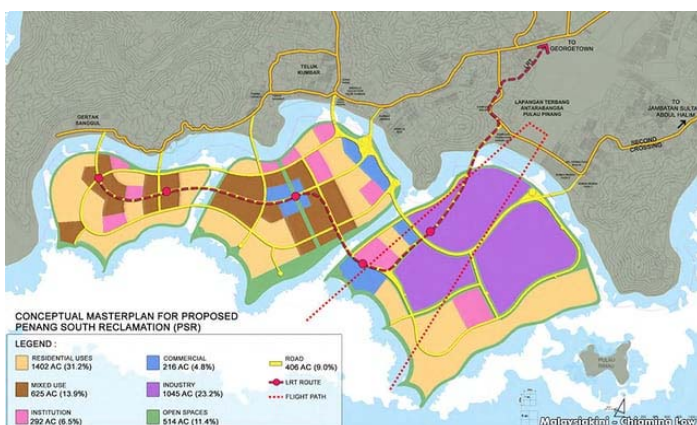 TO
GEORGETOWN
LRT
TELUK
KUMBAR
LAPANGAN TERBANG
ANTARABANGSA
PULAU PINANG
TO
JAMBATAN SULTAN
ABDUL HALIM
GERTAK
SANGGUL
SECOND
CROSSING
CONCEPTUAL MASTERPLAN FOR PROPOSED
PENANG SOUTH RECLAMATION (PSR)
LEGEND :
RESIDENTIAL USES
1402 AC (31.2%)
COMMERCIAL
216 AC (4.8%)
ROAD
406 AC (9.0%)
MIXED USE
625 AC (13.9%)
INDUSTRY
1045 AC (23.2%)
LRT ROUTE
FLIGHT PATH
INSTITUTION
292 AC (6.5%)
OPEN SPACES
514 AC (11.4%)
PULAU
Malaysiakini - Chiaming Low